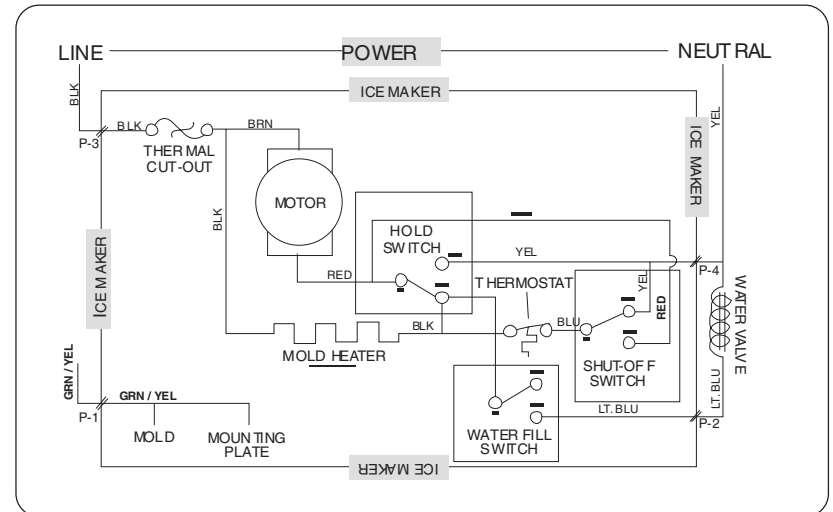 LINE
POWER
NEUTRAL
ICE MAKER
BLK
YEL
BLK
BRN
P-3
THERMAL
CUT-OUT
ICE MAKER
MOTOR
BLK
HOLD
SWITCH
YEL
P-4
ICE MAKER
RED
THERMOSTAT
YEL
RED
WATER VALVE
BLK
BLU
MOLD HEATER
SHUT-OFF
SWITCH
GRN / YEL
GRN / YEL
LT. BLU
LT. BLU
P-1
P-2
MOLD
MOUNTING
PLATE
WATER FILL
SWITCH
ICE MAKER